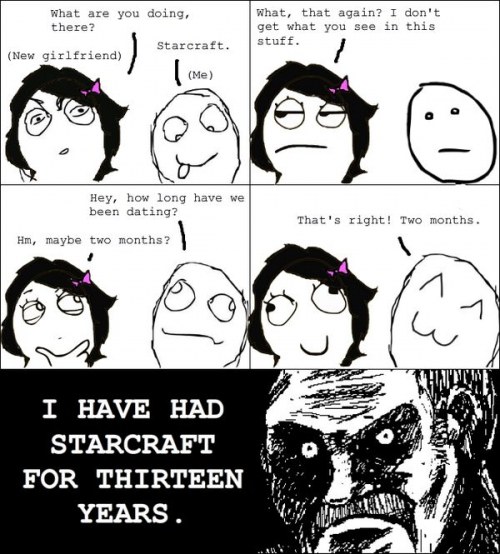 What are you doing,
there?
(New girlfriend)
Starcraft.
(Me)
What, that again? I don't
get what you see in this
stuff.
Hey, how long have we
been dating?
Hm, maybe two months?
That's right! Two months.
I HAVE HAD
STARCRAFT
FOR THIRTEEN
YEARS.